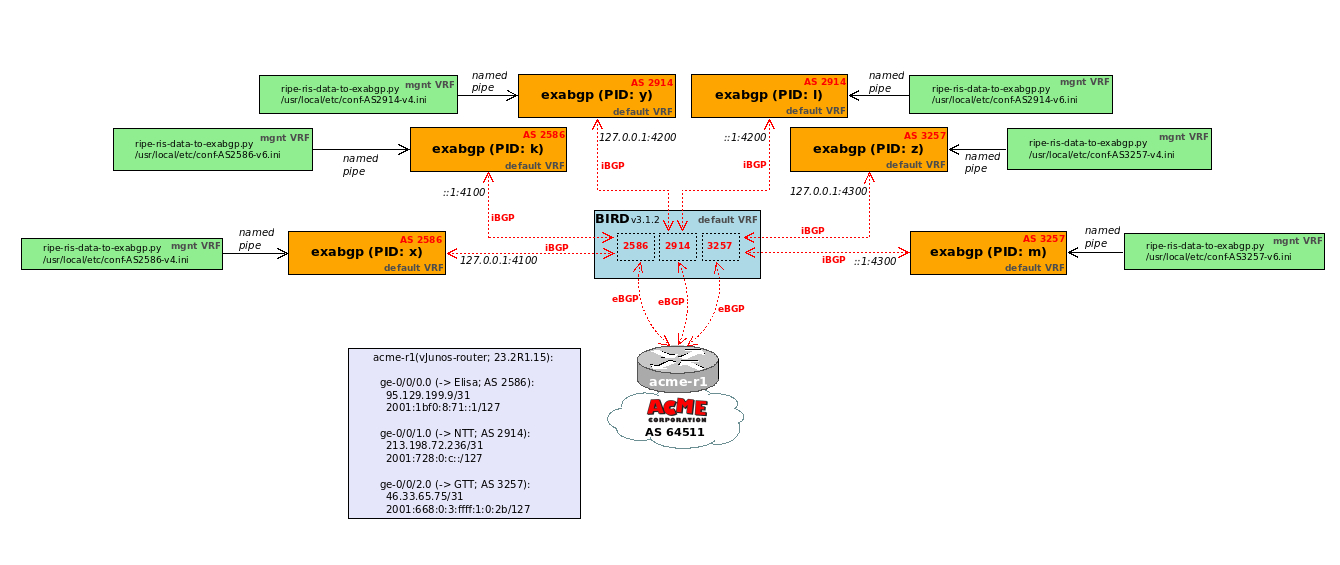 ripe-ris-data-to-exabgp.py
mgnt VRF
/usr/local/etc/conf-AS2914-v4.ini
named
pipe
AS 2914
exabgp (PID: y)
default VRF
AS 2914
exabgp (PID: l)
default VRF
named
pipe
mgnt VRF
ripe-ris-data-to-exabgp.py
/usr/local/etc/conf-AS2914-v6.ini
mgnt VRF
ripe-ris-data-to-exabgp.py
/usr/local/etc/conf-AS2586-v6.ini
named
pipe
AS 2586
exabgp (PID: k)
default VRF
127.0.0.1:4200
iBGP
::1:4200
iBGP
AS 3257
exabgp (PID: z)
default VRF
named
pipe
mgnt VRF
ripe-ris-data-to-exabgp.py
/usr/local/etc/conf-AS3257-v4.ini
::1:4100
iBGP
127.0.0.1:4300
iBGP
mgnt VRF
ripe-ris-data-to-exabgp.py
/usr/local/etc/conf-AS2586-v4.ini
named
pipe
AS 2586
exabgp (PID: x)
default VRF
iBGP
127.0.0.1:4100
BIRD v3.1.2
default VRF
2586
2914
3257
iBGP
::1:4300
AS 3257
exabgp (PID: m)
default VRF
named
pipe
mgnt VRF
ripe-ris-data-to-exabgp.py
/usr/local/etc/conf-AS3257-v6.ini
eBGP
eBGP
eBGP
acme-r1
ACME
CORPORATION
AS 64511
acme-r1(vJunos-router; 23.2R1.15):
ge-0/0/0.0 (-> Elisa; AS 2586):
95.129.199.9/31
2001:1bf0:8:71::1/127
ge-0/0/1.0 (-> NTT; AS 2914):
213.198.72.236/31
2001:728:0:c::/127
ge-0/0/2.0 (-> GTT; AS 3257):
46.33.65.75/31
2001:668:0:3:ffff:1:0:2b/127